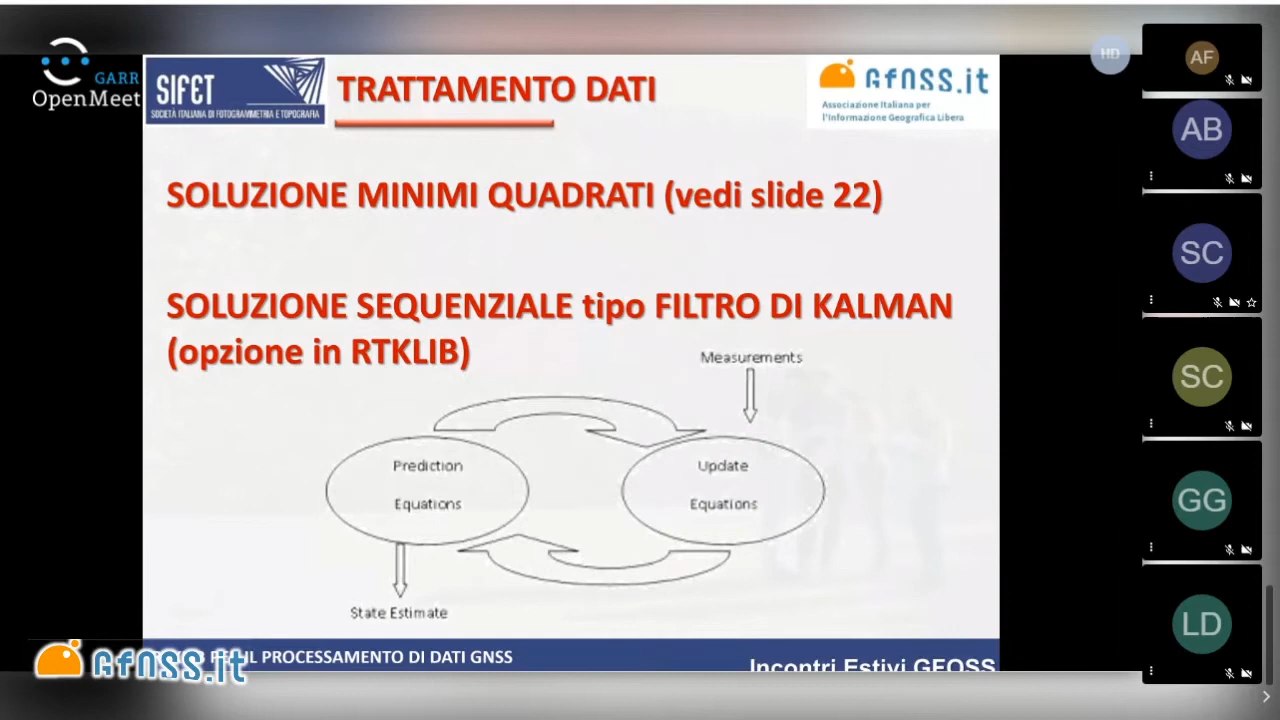 GARR
OpenMeet
SIFET
SOCIETÀ ITALIANA DI FOTOGRAMMETRIA E TOPOGRAFIA
TRATTAMENTO DATI
GfOSS.it
Associazione Italiana per
l'Informazione Geografica Libera
HD
SOLUZIONE MINIMI QUADRATI (vedi slide 22)
SOLUZIONE SEQUENZIALE tipo FILTRO DI KALMAN
(opzione in RTKLIB)
Measurements
Prediction
Equations
Update
Equations
State Estimate
IL PROCESSAMENTO DI DATI GNSS
Incontri Estivi GFOSS
GfOSS.it
AF
AB
SC
SC
GG
LD